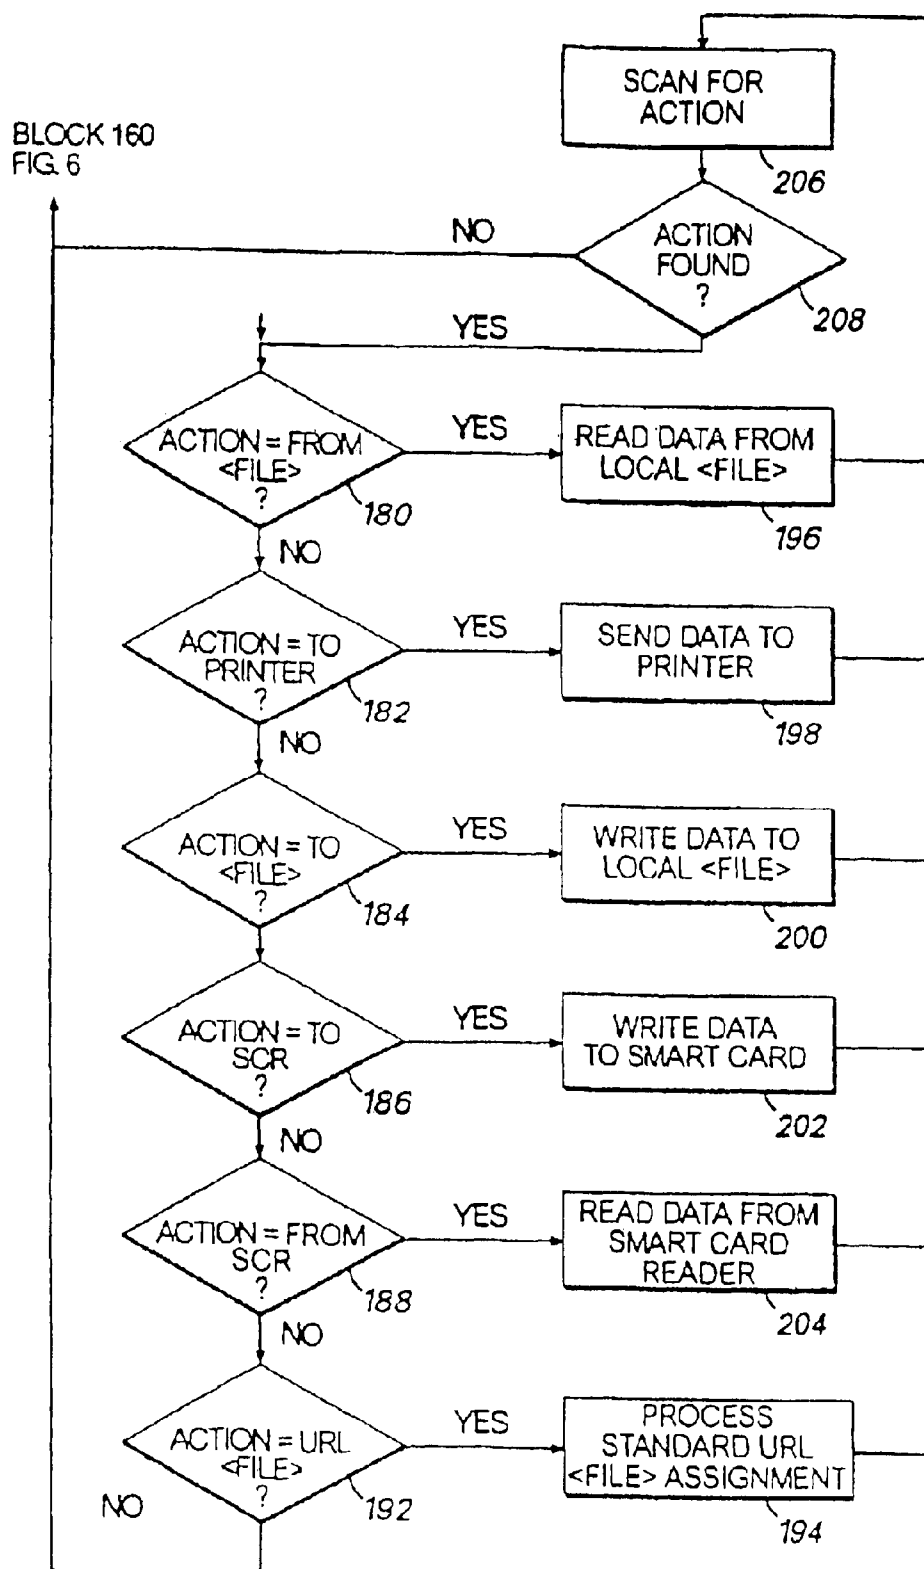 SCAN FOR
ACTION
206
BLOCK 160
FIG. 6
NO
ACTION
FOUND
?
208
YES
ACTION = FROM
<FILE>
?
180
YES
READ DATA FROM
LOCAL <FILE>
196
NO
ACTION = TO
PRINTER
?
182
YES
SEND DATA TO
PRINTER
198
NO
ACTION = TO
<FILE>
?
184
YES
WRITE DATA TO
LOCAL <FILE>
200
ACTION = TO
SCR
?
186
YES
WRITE DATA
TO SMART CARD
202
NO
ACTION = FROM
SCR
?
188
YES
READ DATA FROM
SMART CARD
READER
204
NO
ACTION = URL
<FILE>
?
192
YES
PROCESS
STANDARD URL
<FILE> ASSIGNMENT
194
NO